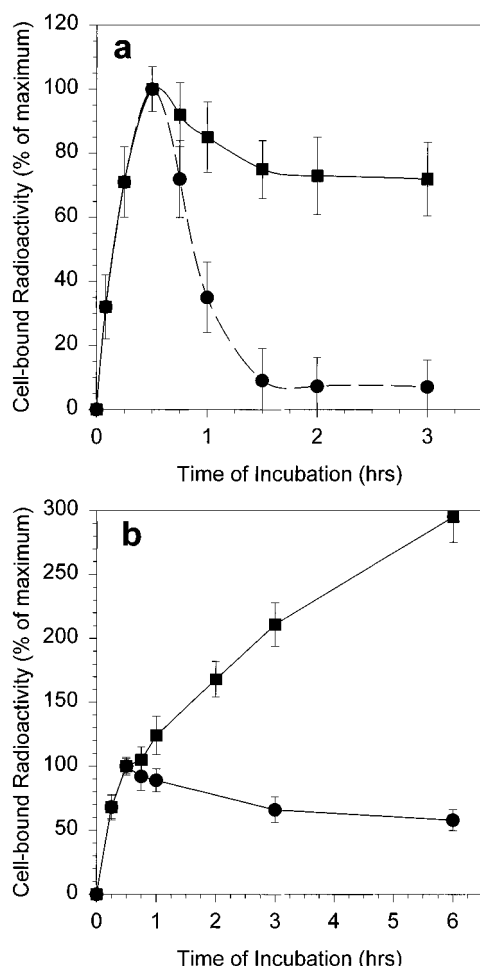 a
Cell-bound Radioactivity (% of maximum)
120
100
80
60
40
20
0
0 1 2 3
Time of Incubation (hrs)
b
Cell-bound Radioactivity (% of maximum)
300
250
200
150
100
50
0
0 1 2 3 4 5 6
Time of Incubation (hrs)